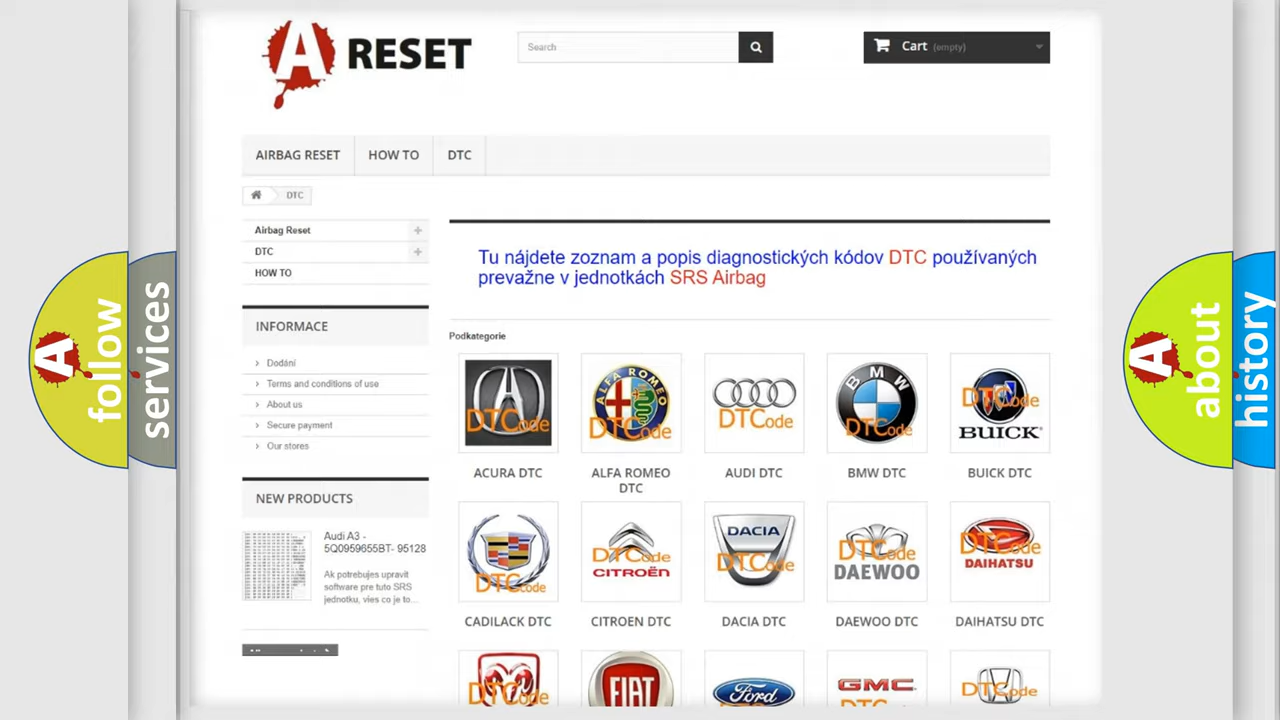 A RESET
Search
Cart (empty)
AIRBAG RESET
HOW TO
DTC
DTC
Airbag Reset
DTC
HOW TO
INFORMACE
Dodání
Terms and conditions of use
About us
Secure payment
Our stores
NEW PRODUCTS
Audi A3 -
5Q0959655BT- 95128
Ak potrebujes upravit
software pre tuto SRS
jednotku, vies co je to...
Tu nájdete zoznam a popis diagnostických kódov DTC používaných
prevažne v jednotkách SRS Airbag
Podkategorie
DTCode
ALFA ROMEO
DTCode
DTCode
BMW
DTCode
DTCode
BUICK
ACURA DTC
ALFA ROMEO
DTC
AUDI DTC
BMW DTC
BUICK DTC
DTCode
DTCode
CITROËN
DACIA
DTCode
DTCode
DAEWOO
DTCode
DAIHATSU
CADILACK DTC
CITROEN DTC
DACIA DTC
DAEWOO DTC
DAIHATSU DTC
DTCode
FIAT
Ford
GMC
DTCode
A follow
services
A about
history